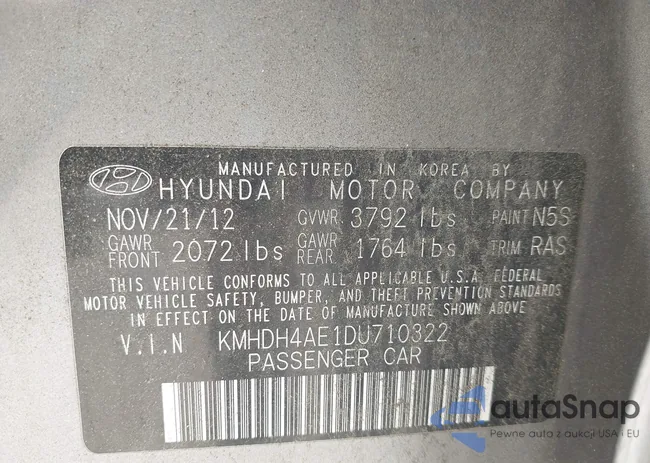 MANUFACTURED IN KOREA BY
HYUNDAI MOTOR COMPANY
NOV/21/12 GVWR 3792 lbs PAINT N5S
GAWR FRONT 2072 lbs GAWR REAR 1764 lbs TRIM RAS
THIS VEHICLE CONFORMS TO ALL APPLICABLE U.S.A. FEDERAL
MOTOR VEHICLE SAFETY, BUMPER, AND THEFT PREVENTION STANDARDS
IN EFFECT ON THE DATE OF MANUFACTURE SHOWN ABOVE.
V.I.N KMHDH4AE1DU710322
PASSENGER CAR
autaSnap
Pewne auta z aukcji USA i EU